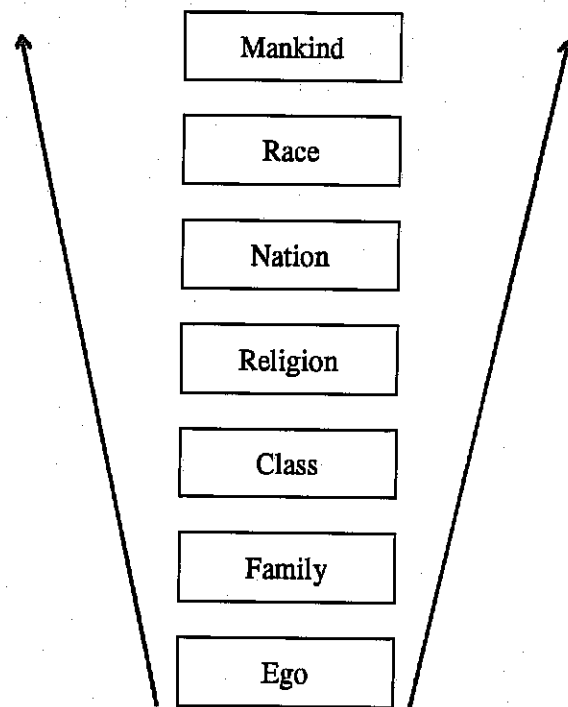 Mankind
Race
Nation
Religion
Class
Family
Ego